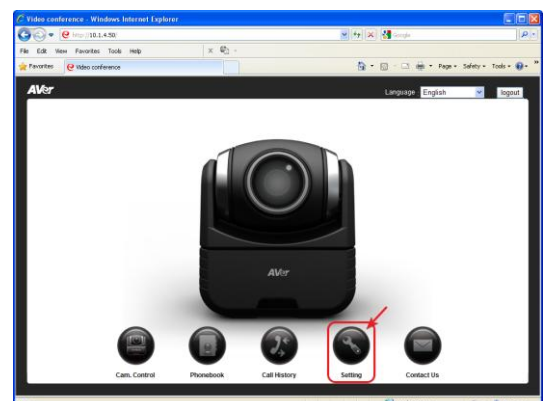 Video conference - Windows Internet Explorer
http://10.1.4.50/
Google
File Edit View Favorites Tools Help
Favorites Video conference
Page Safety Tools
AVer
Language English logout
AVer
Cam. Control Phonebook Call History Setting Contact Us